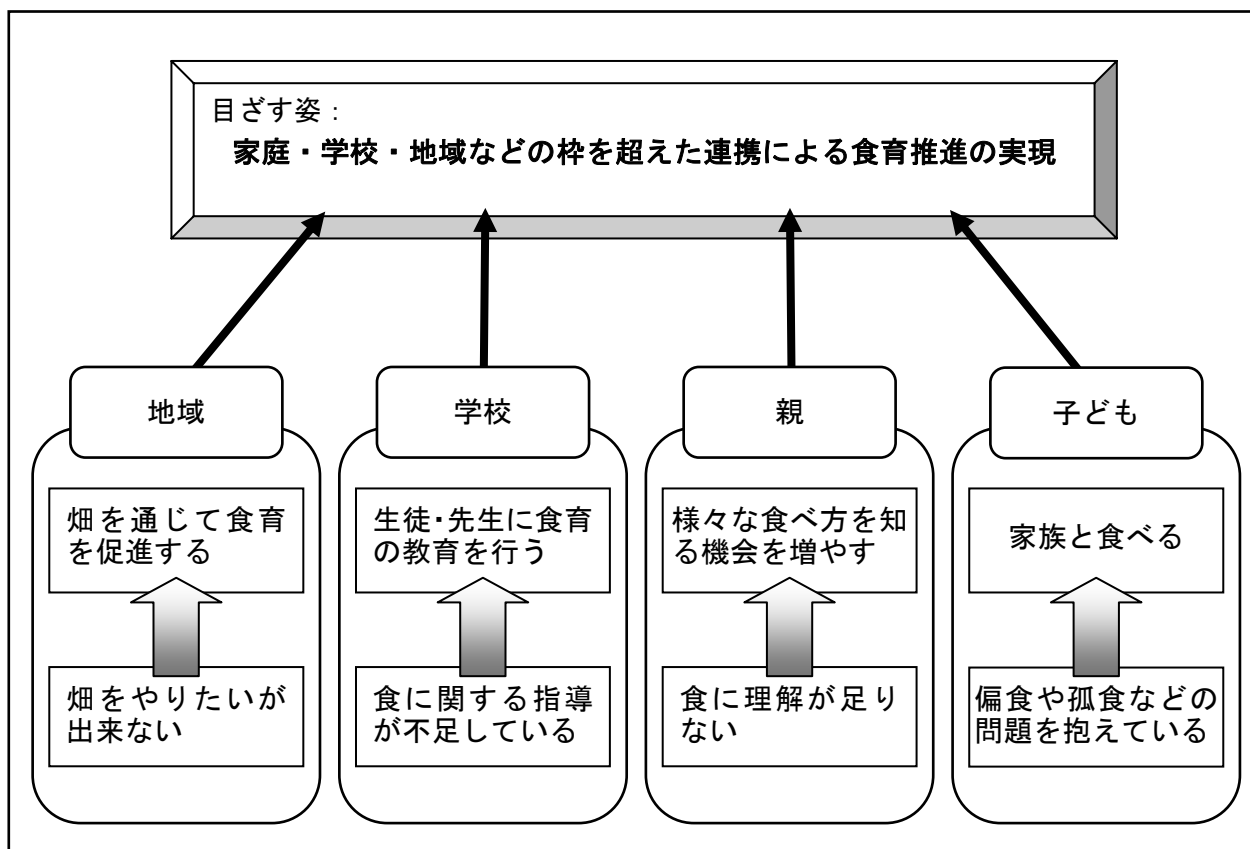 目ざす姿：
家庭・学校・地域などの枠を超えた連携による食育推進の実現
地域
畑を通じて食育
を促進する
畑をやりたいが
出来ない
学校
生徒・先生に食育
の教育を行う
食に関する指導
が不足している
親
様々な食べ方を知
る機会を増やす
食に理解が足り
ない
子ども
家族と食べる
偏食や孤食などの
問題を抱えている